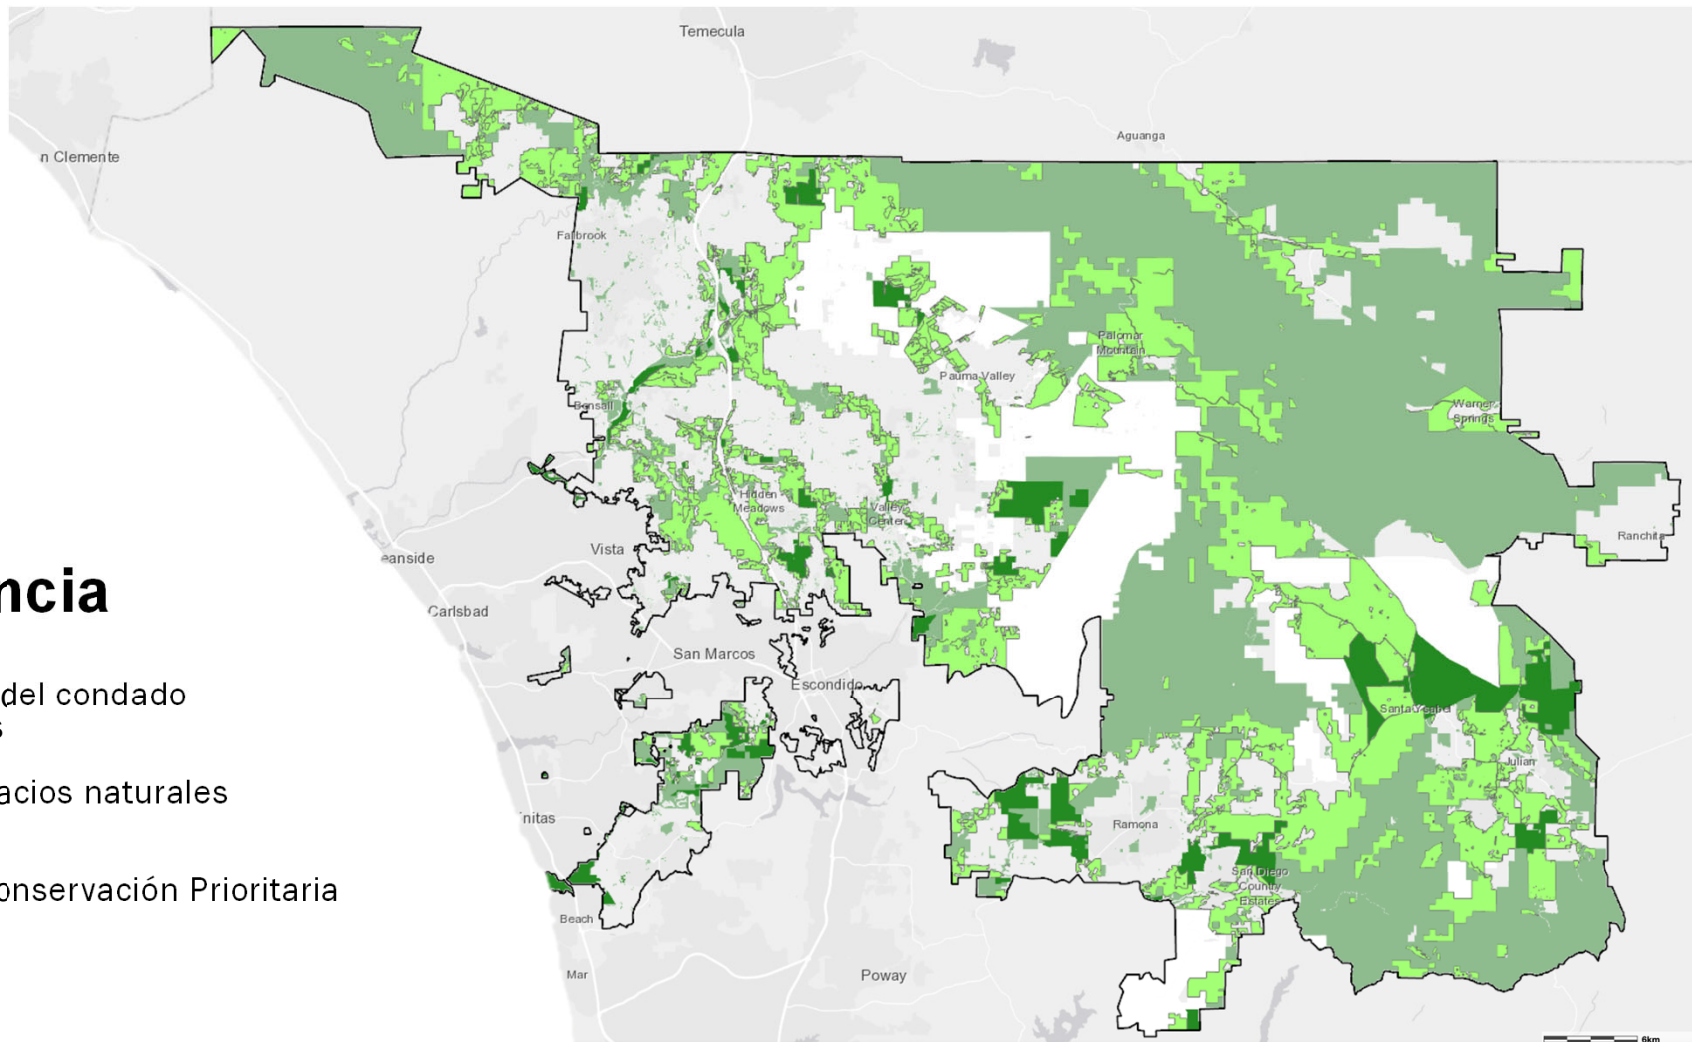 Temecula
Aguanga
n Clemente
Fallbrook
Palomar
Mountain
Pauma Valley
Bonsall
Warner
Springs
Hidden
Meadows
Valley
Center
Ranchita
Vista
eanside
ncia
Carlsbad
San Marcos
Escondido
del condado
s
Santa Ysabel
Julian
acios naturales
nitas
Ramona
San Diego
Country
Estates
onservación Prioritaria
Beach
Mar
Poway
6km